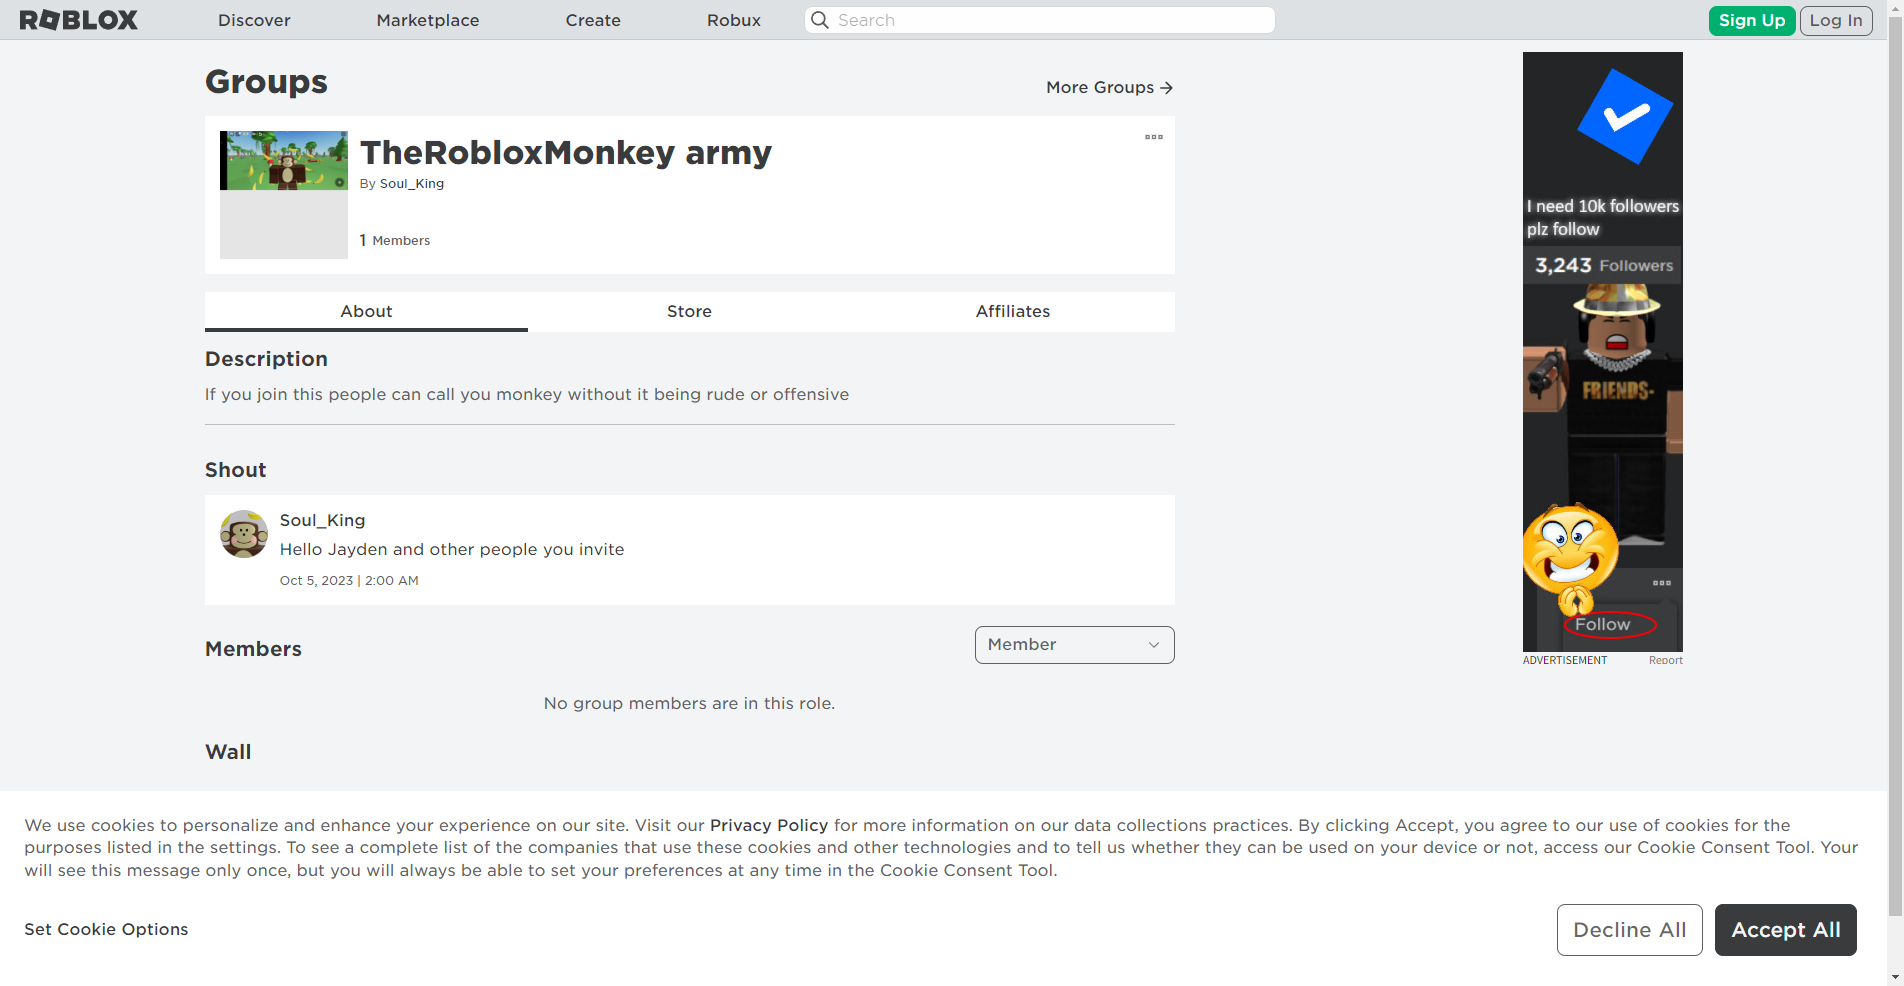 ROBLOX Discover Marketplace Create Robux Search Sign Up Log In
Groups
More Groups
TheRobloxMonkey army
By Soul_King
1 Members
About Store Affiliates
Description
If you join this people can call you monkey without it being rude or offensive
Shout
Soul_King
Hello Jayden and other people you invite
Oct 5, 2023 | 2:00 AM
Members
Member
No group members are in this role.
Wall
I need 10k followers
plz follow
3,243 Followers
FRIENDS-
Follow
ADVERTISEMENT Report
We use cookies to personalize and enhance your experience on our site. Visit our Privacy Policy for more information on our data collections practices. By clicking Accept, you agree to our use of cookies for the
purposes listed in the settings. To see a complete list of the companies that use these cookies and other technologies and to tell us whether they can be used on your device or not, access our Cookie Consent Tool. Your
will see this message only once, but you will always be able to set your preferences at any time in the Cookie Consent Tool.
Set Cookie Options
Decline All
Accept All